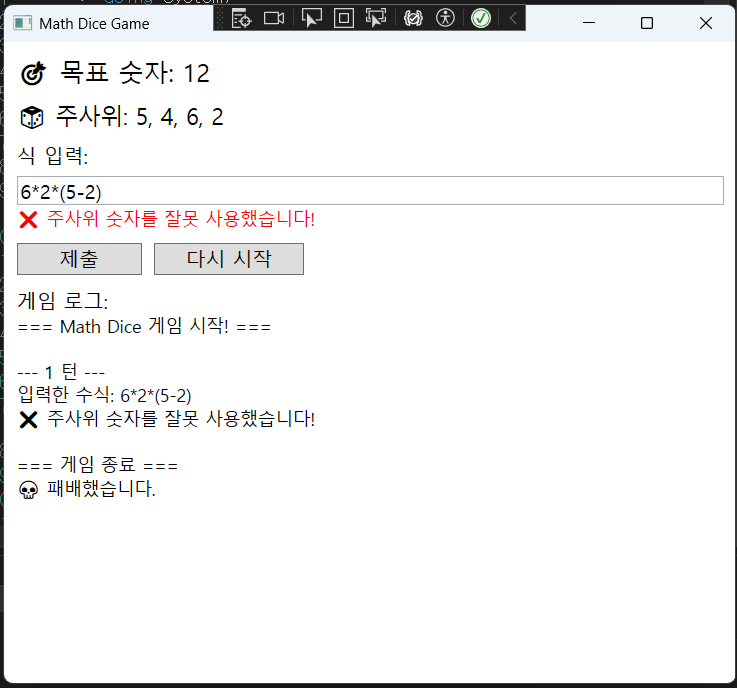 Math Dice Game
🎯 목표 숫자: 12
🎲 주사위: 5, 4, 6, 2
식 입력:
6*2*(5-2)
❌ 주사위 숫자를 잘못 사용했습니다!
제출 다시 시작
게임 로그:
=== Math Dice 게임 시작! ===
--- 1 턴 ---
입력한 수식: 6*2*(5-2)
❌ 주사위 숫자를 잘못 사용했습니다!
=== 게임 종료 ===
💀 패배했습니다.